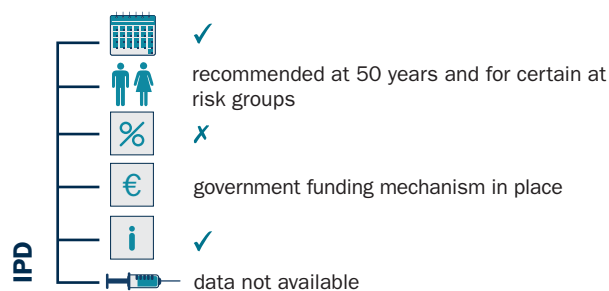 ✓
recommended at 50 years and for certain at
risk groups
%
✗
€
government funding mechanism in place
i
✓
IPD
data not available